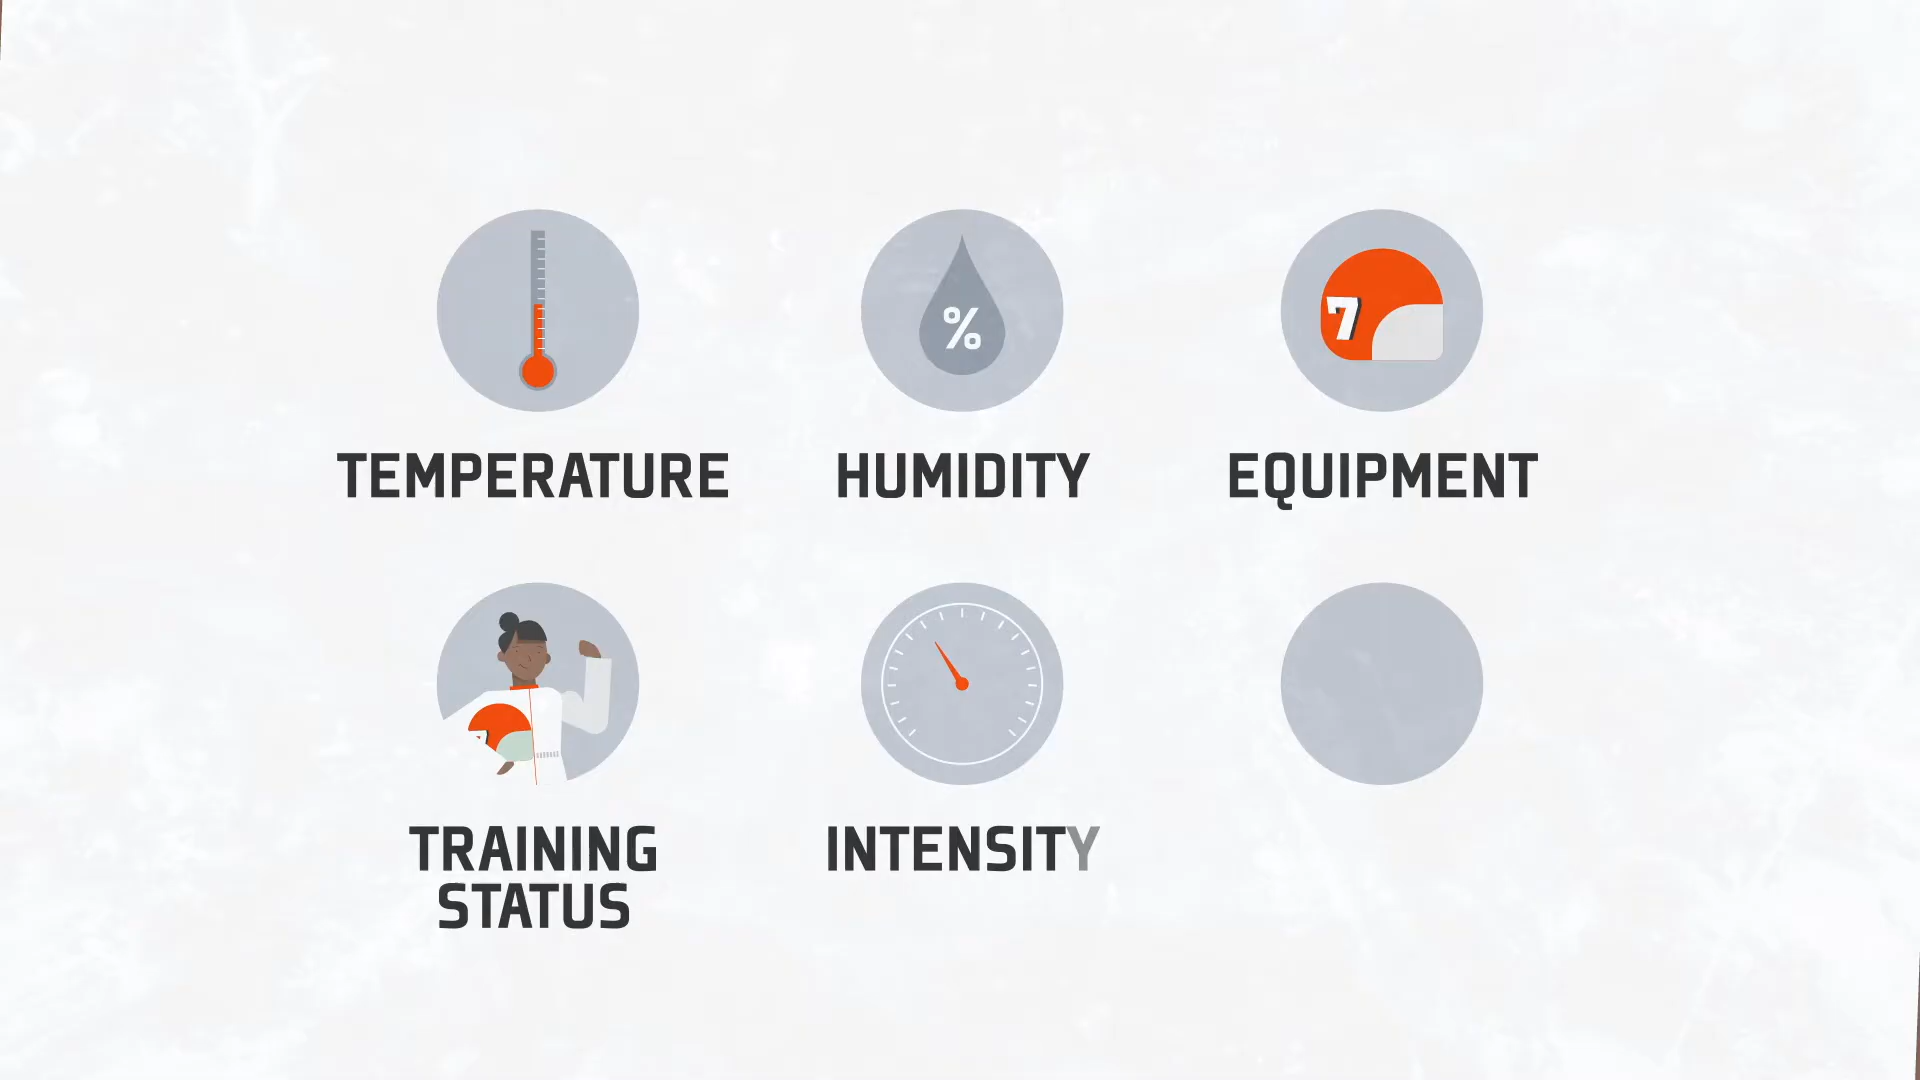 %
7
TEMPERATURE
HUMIDITY
EQUIPMENT
TRAINING
STATUS
INTENSITY